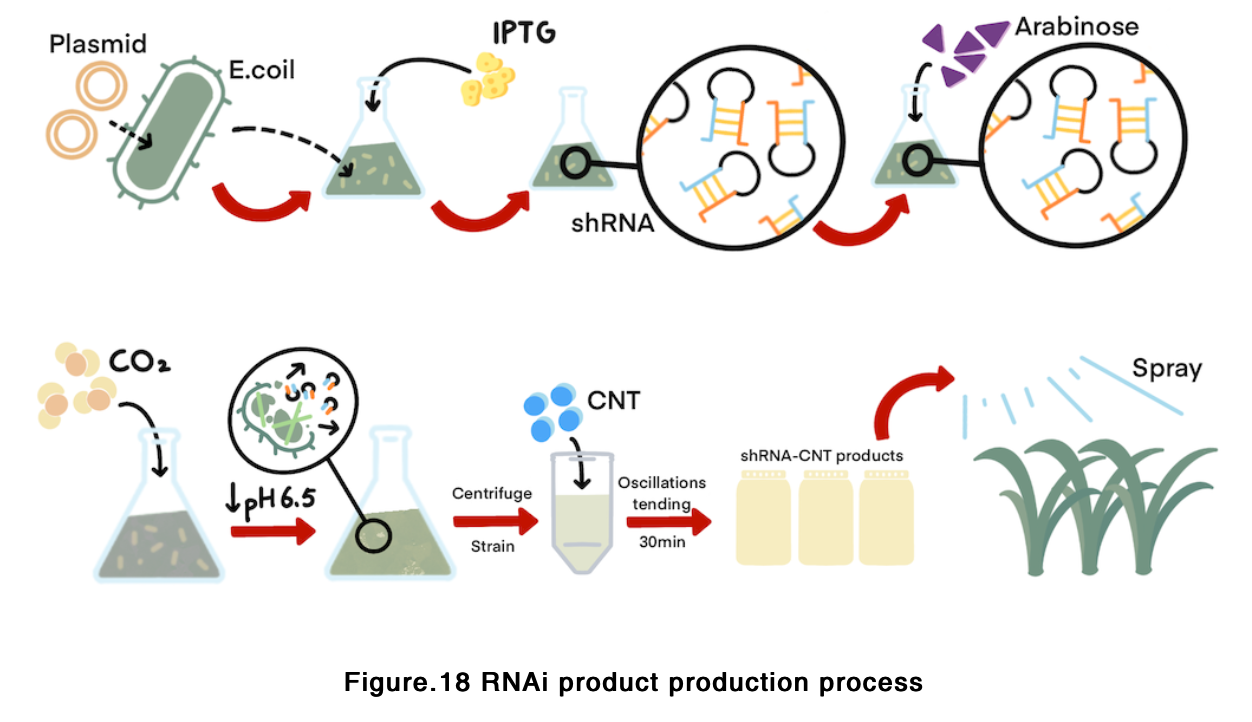 Plasmid
E.coil
IPTG
shRNA
Arabinose
CO₂
↓pH 6.5
Centrifuge
Strain
CNT
Oscillations
tending
30min
shRNA-CNT products
Spray
Figure.18 RNAi product production process